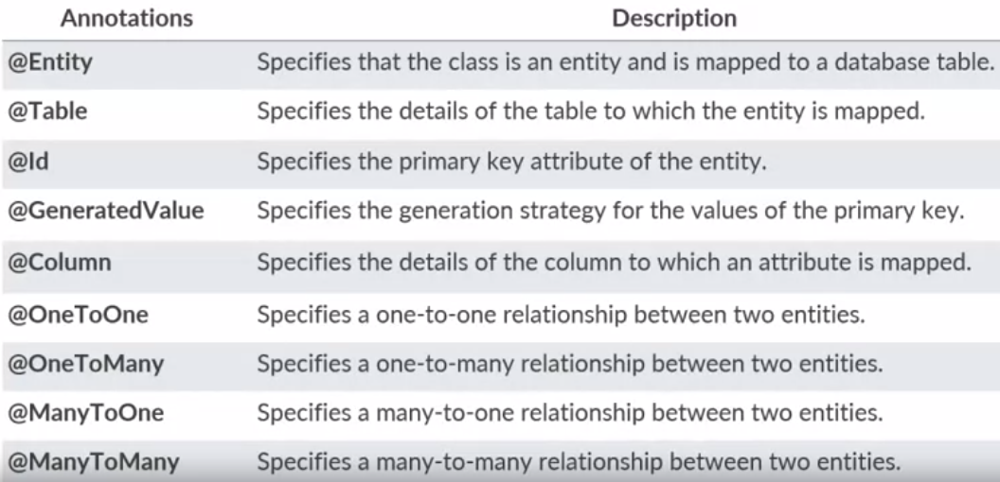 Annotations Description
@Entity Specifies that the class is an entity and is mapped to a database table.
@Table Specifies the details of the table to which the entity is mapped.
@Id Specifies the primary key attribute of the entity.
@GeneratedValue Specifies the generation strategy for the values of the primary key.
@Column Specifies the details of the column to which an attribute is mapped.
@OneToOne Specifies a one-to-one relationship between two entities.
@OneToMany Specifies a one-to-many relationship between two entities.
@ManyToOne Specifies a many-to-one relationship between two entities.
@ManyToMany Specifies a many-to-many relationship between two entities.